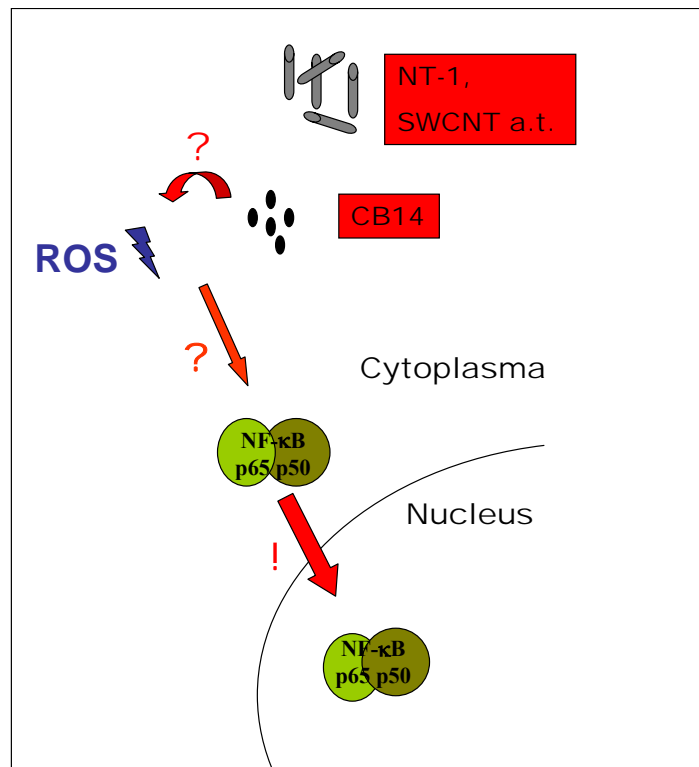 NT-1,
SWCNT a.t.
?
CB14
ROS
?
Cytoplasma
NF-κB
p65 p50
Nucleus
!
NF-κB
p65 p50